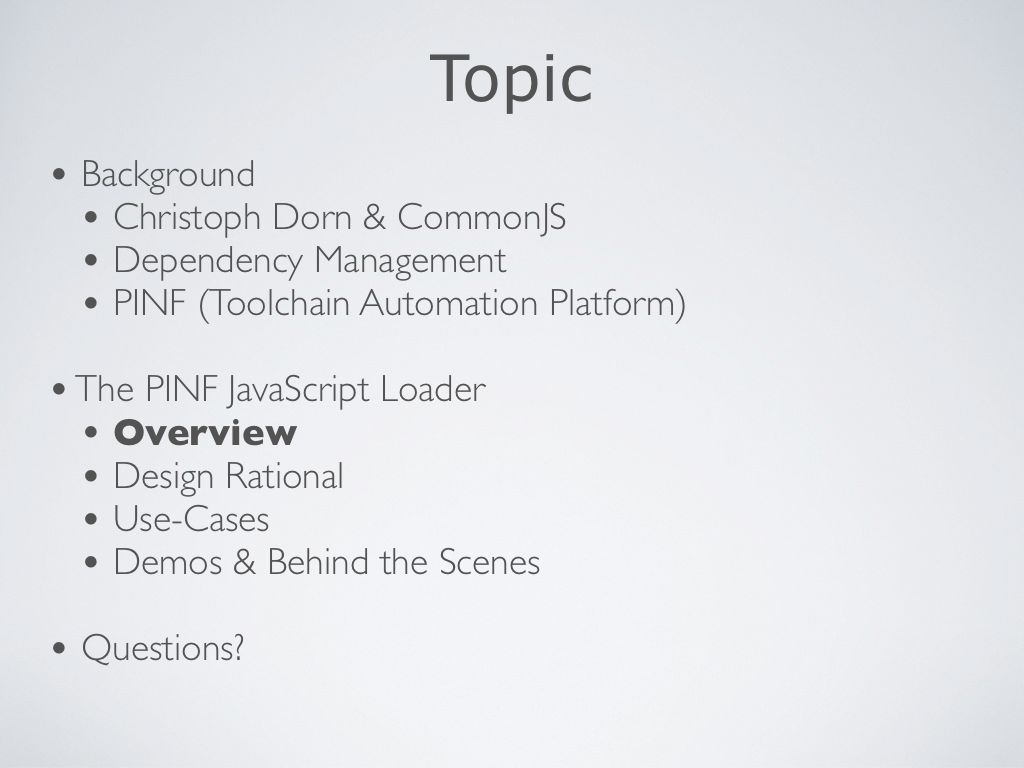 Topic
• Background
• Christoph Dorn & CommonJS
• Dependency Management
• PINF (Toolchain Automation Platform)
• The PINF JavaScript Loader
• Overview
• Design Rational
• Use-Cases
• Demos & Behind the Scenes
• Questions?